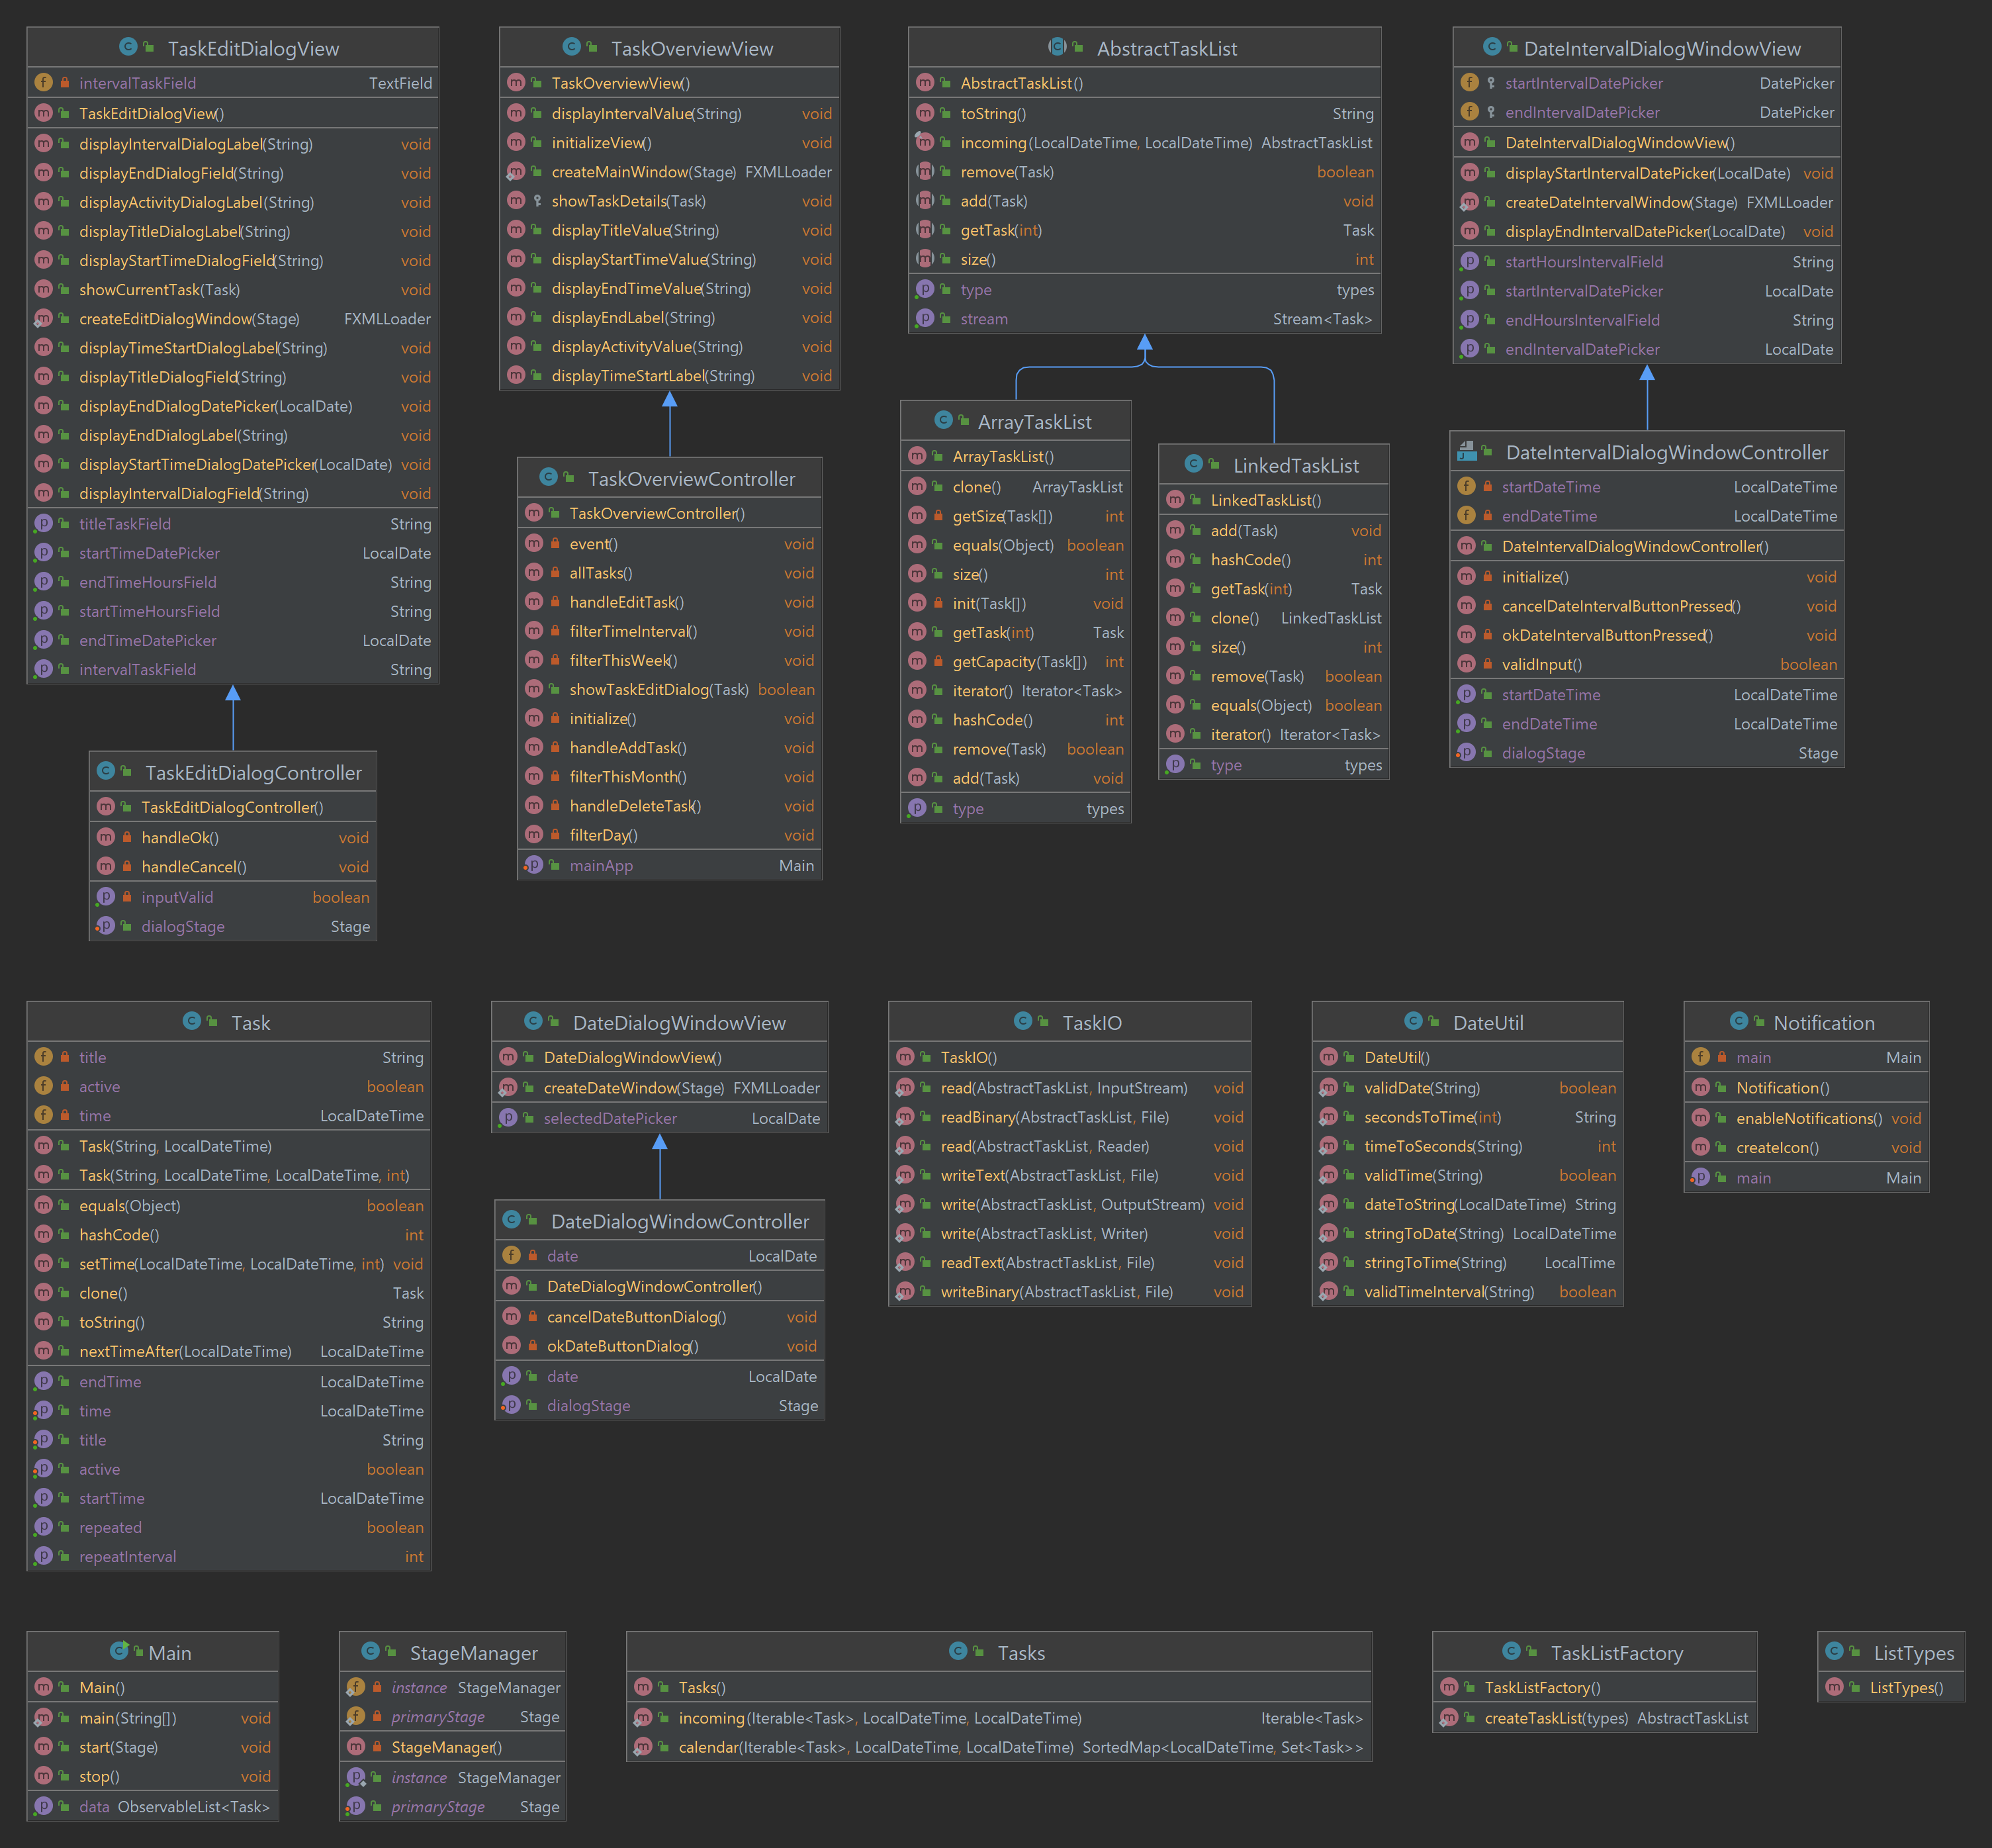 TaskEditDialogView
intervalTaskField TextField
TaskEditDialogView()
displayIntervalDialogLabel(String) void
displayEndDialogField(String) void
displayActivityDialogLabel(String) void
displayTitleDialogLabel(String) void
displayStartTimeDialogField(String) void
showCurrentTask(Task) void
createEditDialogWindow(Stage) FXMLLoader
displayTimeStartDialogLabel(String) void
displayTitleDialogField(String) void
displayEndDialogDatePicker(LocalDate) void
displayEndDialogLabel(String) void
displayStartTimeDialogDatePicker(LocalDate) void
displayIntervalDialogField(String) void
titleTaskField String
startTimeDatePicker LocalDate
endTimeHoursField String
startTimeHoursField String
endTimeDatePicker LocalDate
intervalTaskField String
TaskEditDialogController
TaskEditDialogController()
handleOk() void
handleCancel() void
inputValid boolean
dialogStage Stage
TaskOverviewView
TaskOverviewView()
displayIntervalValue(String) void
initializeView() void
createMainWindow(Stage) FXMLLoader
showTaskDetails(Task) void
displayTitleValue(String) void
displayStartTimeValue(String) void
displayEndTimeValue(String) void
displayEndLabel(String) void
displayActivityValue(String) void
displayTimeStartLabel(String) void
TaskOverviewController
TaskOverviewController()
event() void
allTasks() void
handleEditTask() void
filterTimeInterval() void
filterThisWeek() void
showTaskEditDialog(Task) boolean
initialize() void
handleAddTask() void
filterThisMonth() void
handleDeleteTask() void
filterDay() void
mainApp Main
AbstractTaskList
AbstractTaskList()
toString() String
incoming(LocalDateTime, LocalDateTime) AbstractTaskList
remove(Task) boolean
add(Task) void
getTask(int) Task
size() int
type types
stream Stream<Task>
ArrayTaskList
ArrayTaskList()
clone() ArrayTaskList
getSize(Task[]) int
equals(Object) boolean
size() int
init(Task[]) void
getTask(int) Task
getCapacity(Task[]) int
iterator() Iterator<Task>
hashCode() int
remove(Task) boolean
add(Task) void
type types
LinkedTaskList
LinkedTaskList()
add(Task) void
hashCode() int
getTask(int) Task
clone() LinkedTaskList
size() int
remove(Task) boolean
equals(Object) boolean
iterator() Iterator<Task>
type types
DateIntervalDialogWindowView
startIntervalDatePicker DatePicker
endIntervalDatePicker DatePicker
DateIntervalDialogWindowView()
displayStartIntervalDatePicker(LocalDate) void
createDateIntervalWindow(Stage) FXMLLoader
displayEndIntervalDatePicker(LocalDate) void
startHoursIntervalField String
startIntervalDatePicker LocalDate
endHoursIntervalField String
endIntervalDatePicker LocalDate
DateIntervalDialogWindowController
startDateTime LocalDateTime
endDateTime LocalDateTime
DateIntervalDialogWindowController()
initialize() void
cancelDateIntervalButtonPressed() void
okDateIntervalButtonPressed() void
validInput() boolean
startDateTime LocalDateTime
endDateTime LocalDateTime
dialogStage Stage
Task
title String
active boolean
time LocalDateTime
Task(String, LocalDateTime)
Task(String, LocalDateTime, LocalDateTime, int)
equals(Object) boolean
hashCode() int
setTime(LocalDateTime, LocalDateTime, int) void
clone() Task
toString() String
nextTimeAfter(LocalDateTime) LocalDateTime
endTime LocalDateTime
time LocalDateTime
title String
active boolean
startTime LocalDateTime
repeated boolean
repeatInterval int
DateDialogWindowView
DateDialogWindowView()
createDateWindow(Stage) FXMLLoader
selectedDatePicker LocalDate
DateDialogWindowController
date LocalDate
DateDialogWindowController()
cancelDateButtonDialog() void
okDateButtonDialog() void
date LocalDate
dialogStage Stage
TaskIO
TaskIO()
read(AbstractTaskList, InputStream) void
readBinary(AbstractTaskList, File) void
read(AbstractTaskList, Reader) void
writeText(AbstractTaskList, File) void
write(AbstractTaskList, OutputStream) void
write(AbstractTaskList, Writer) void
readText(AbstractTaskList, File) void
writeBinary(AbstractTaskList, File) void
DateUtil
DateUtil()
validDate(String) boolean
secondsToTime(int) String
timeToSeconds(String) int
validTime(String) boolean
dateToString(LocalDateTime) String
stringToDate(String) LocalDateTime
stringToTime(String) LocalTime
validTimeInterval(String) boolean
Notification
main Main
Notification()
enableNotifications() void
createIcon() void
main Main
Main
Main()
main(String[]) void
start(Stage) void
stop() void
data ObservableList<Task>
StageManager
instance StageManager
primaryStage Stage
StageManager()
instance StageManager
primaryStage Stage
Tasks
Tasks()
incoming(Iterable<Task>, LocalDateTime, LocalDateTime) Iterable<Task>
calendar(Iterable<Task>, LocalDateTime, LocalDateTime) SortedMap<LocalDateTime, Set<Task>>
TaskListFactory
TaskListFactory()
createTaskList(types) AbstractTaskList
ListTypes
ListTypes()